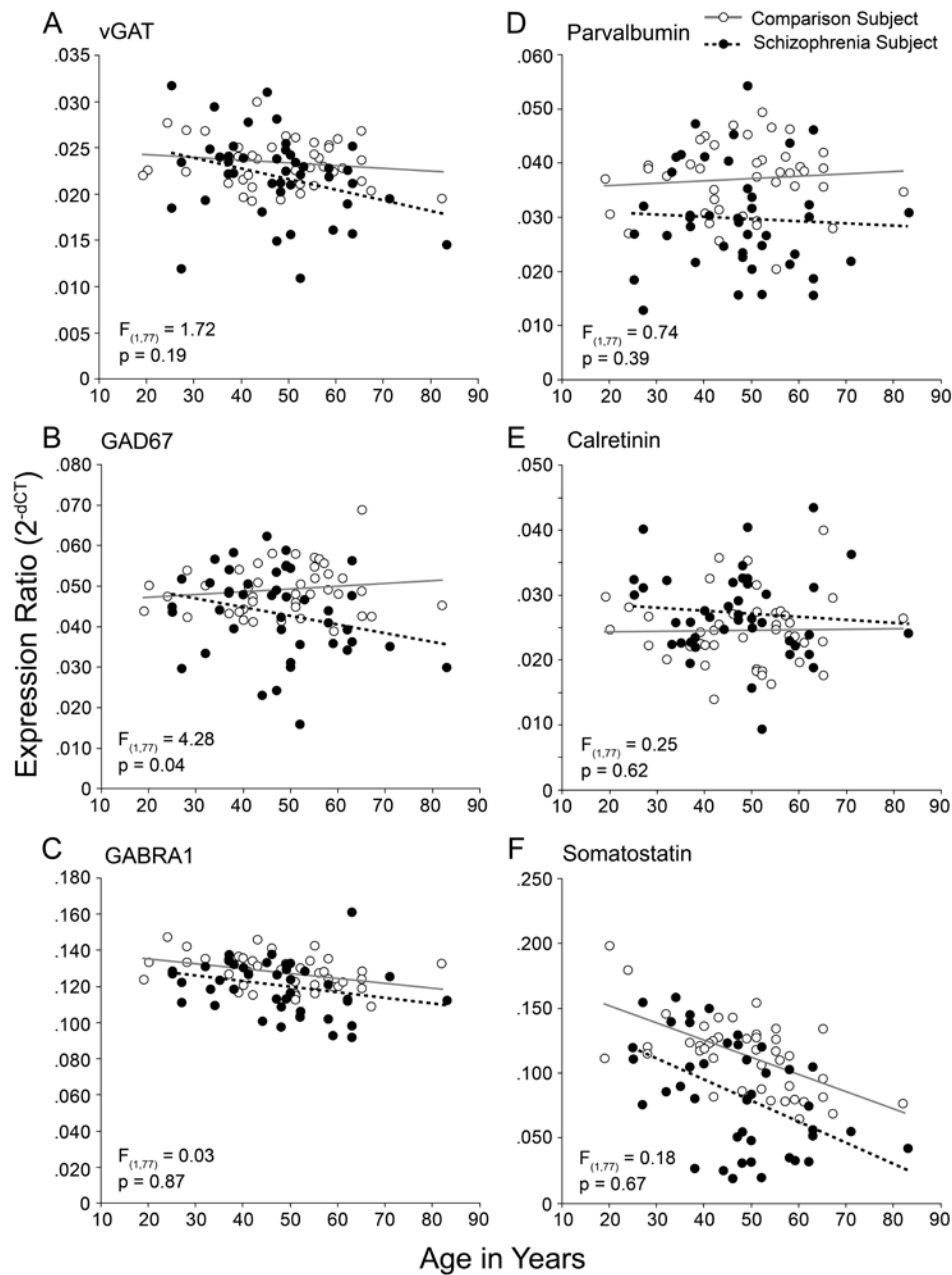 A vGAT
.035
.030
.025
.020
.015
.010
.005
0
F(1,77) = 1.72
p = 0.19
10 20 30 40 50 60 70 80 90
D Parvalbumin
Comparison Subject
Schizophrenia Subject
.060
.050
.040
.030
.020
.010
0
F(1,77) = 0.74
p = 0.39
10 20 30 40 50 60 70 80 90
B GAD67
.080
.070
.060
.050
.040
.030
.020
.010
0
F(1,77) = 4.28
p = 0.04
10 20 30 40 50 60 70 80 90
E Calretinin
.050
.040
.030
.020
.010
0
F(1,77) = 0.25
p = 0.62
10 20 30 40 50 60 70 80 90
Expression Ratio (2^-dCT)
C GABRA1
.180
.160
.140
.120
.100
.080
.060
.040
.020
0
F(1,77) = 0.03
p = 0.87
10 20 30 40 50 60 70 80 90
F Somatostatin
.250
.200
.150
.100
.050
0
F(1,77) = 0.18
p = 0.67
10 20 30 40 50 60 70 80 90
Age in Years